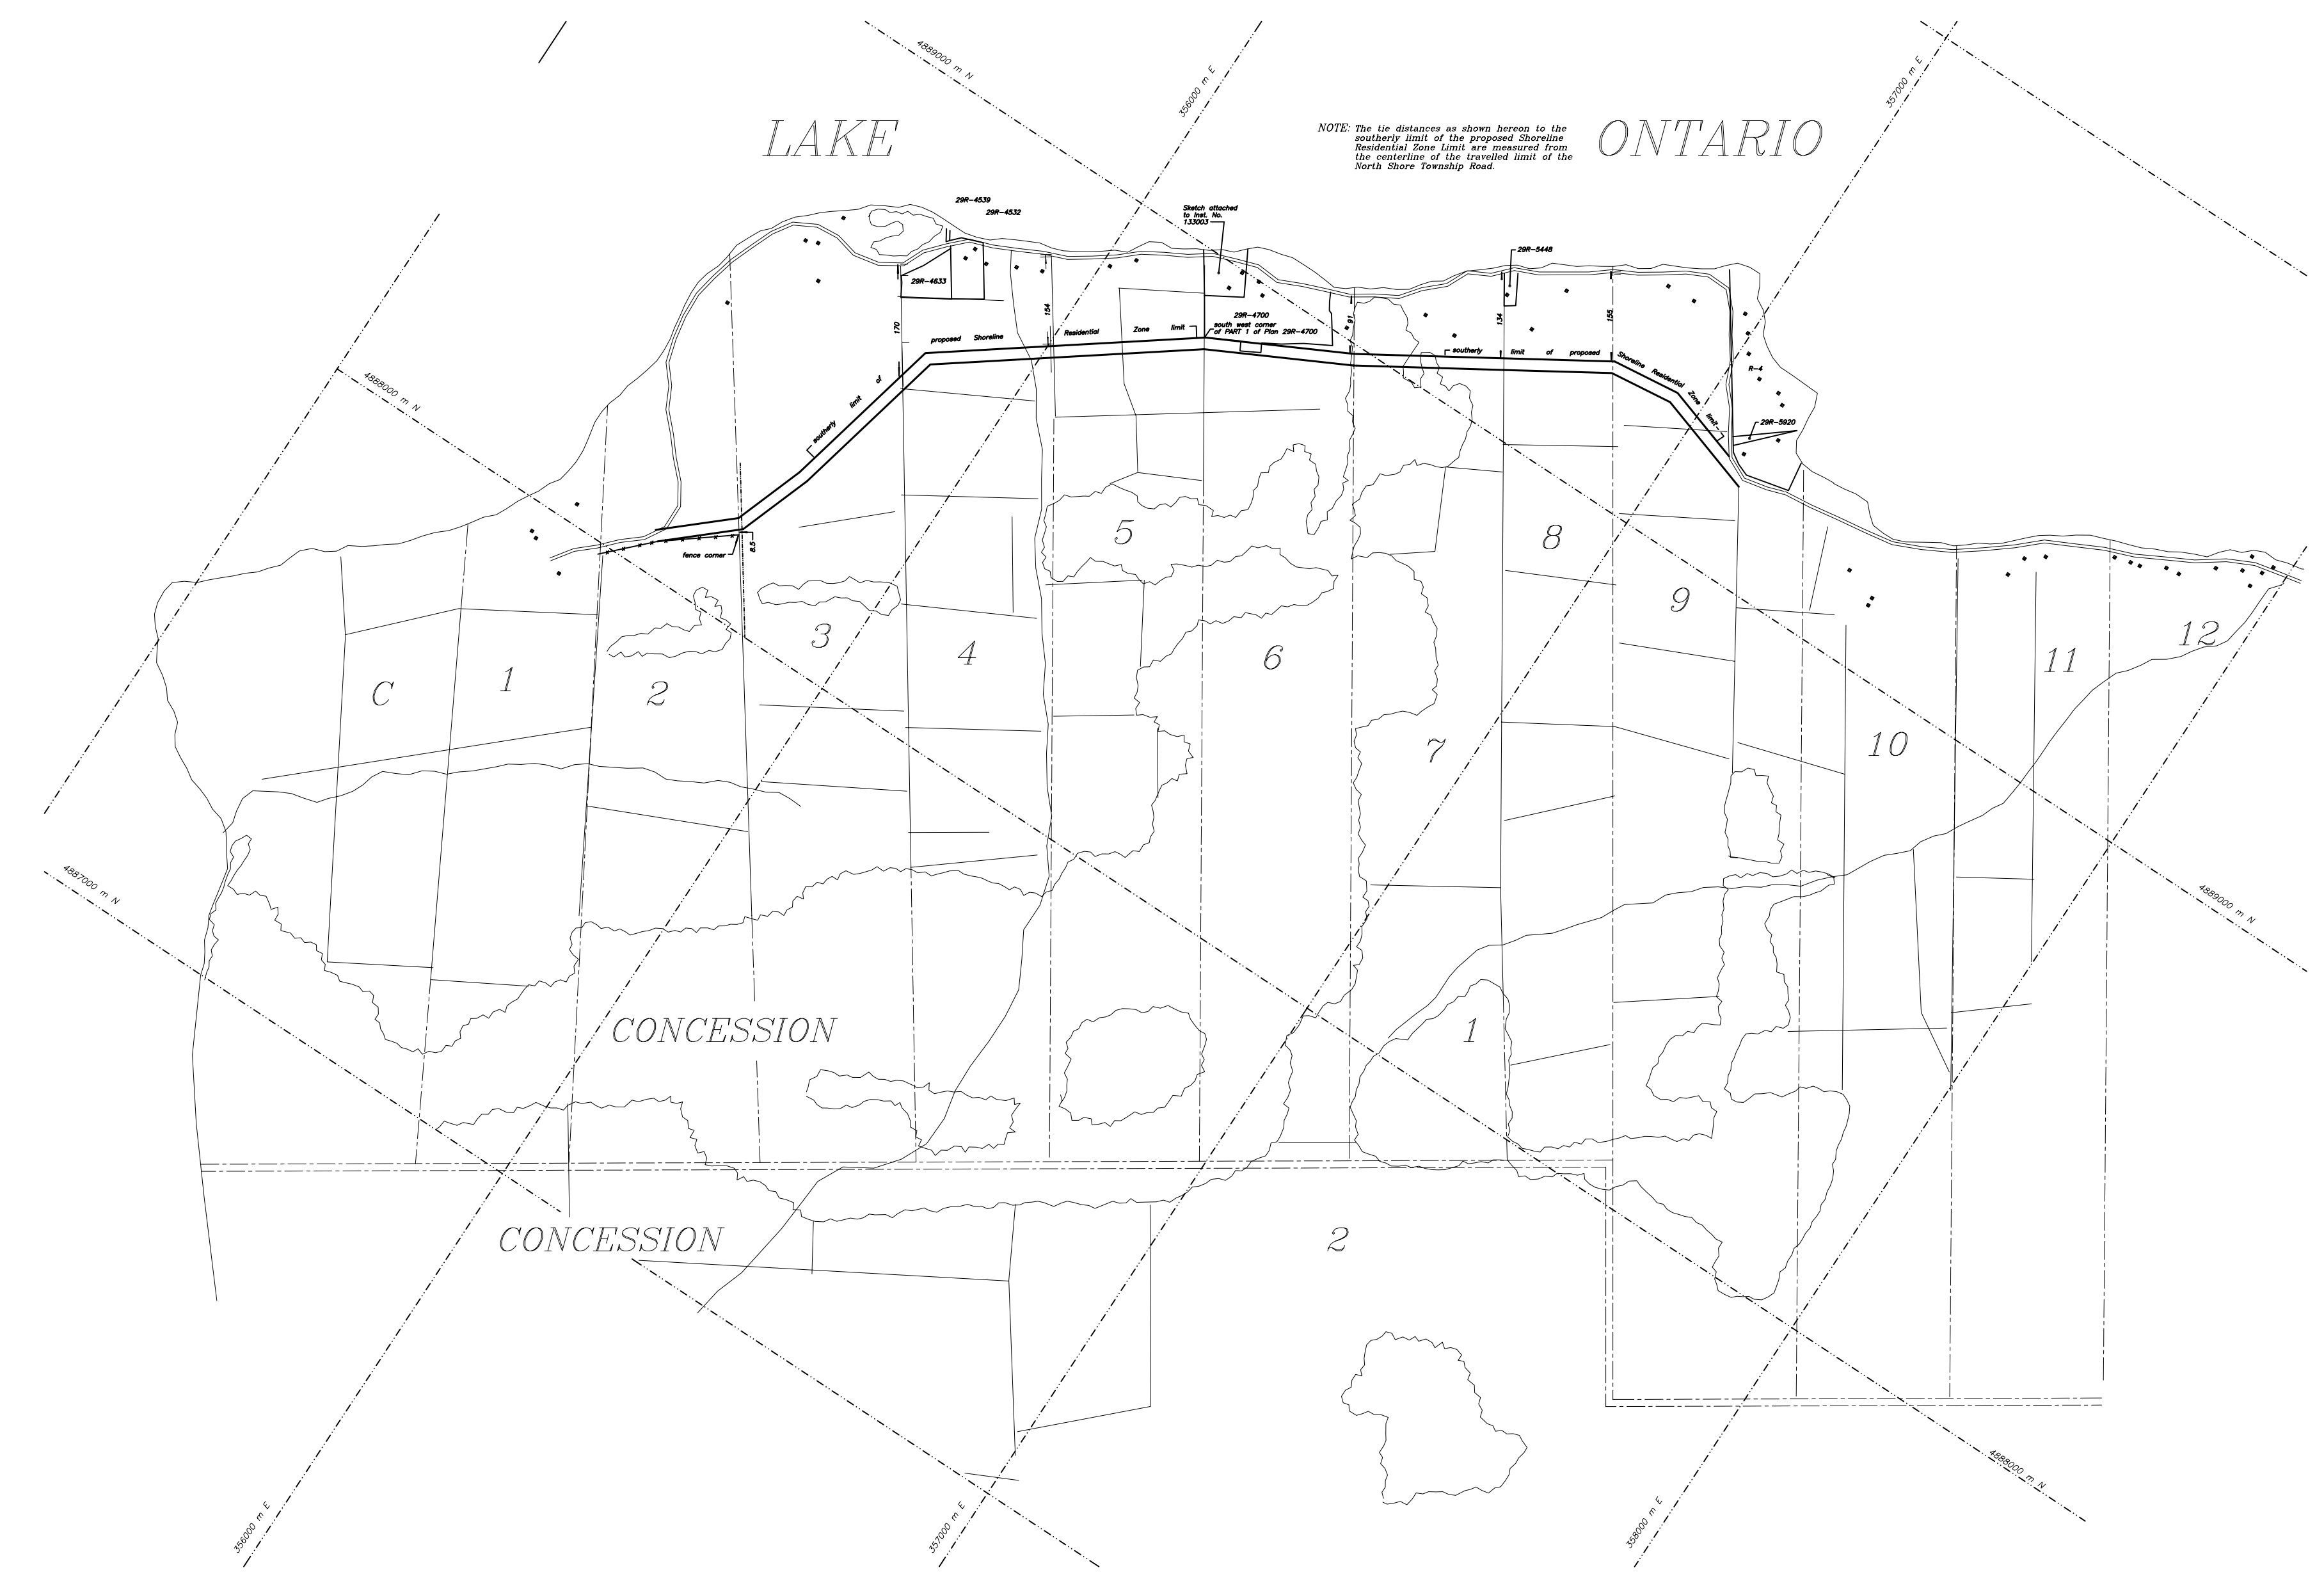 4889000 m N
356000 m E
357000 m E
LAKE
NOTE: The tie distances as shown hereon to the
southerly limit of the proposed Shoreline
Residential Zone Limit are measured from
the centerline of the travelled limit of the
North Shore Township Road.
ONTARIO
29R-4539
29R-4532
Sketch attached
to Inst. No.
133003
29R-5448
29R-4633
170
154
29R-4700
south west corner
of PART 1 of Plan 29R-4700
91
134
155
proposed Shoreline Residential Zone limit
southerly limit of
southerly limit of proposed Shoreline Residential Zone limit
R-4
29R-5920
4888000 m N
fence corner
8.5
C
1
2
3
4
5
6
7
8
9
10
11
12
4887000 m N
4889000 m N
CONCESSION
1
CONCESSION
2
4888000 m N
356000 m E
357000 m E
358000 m E